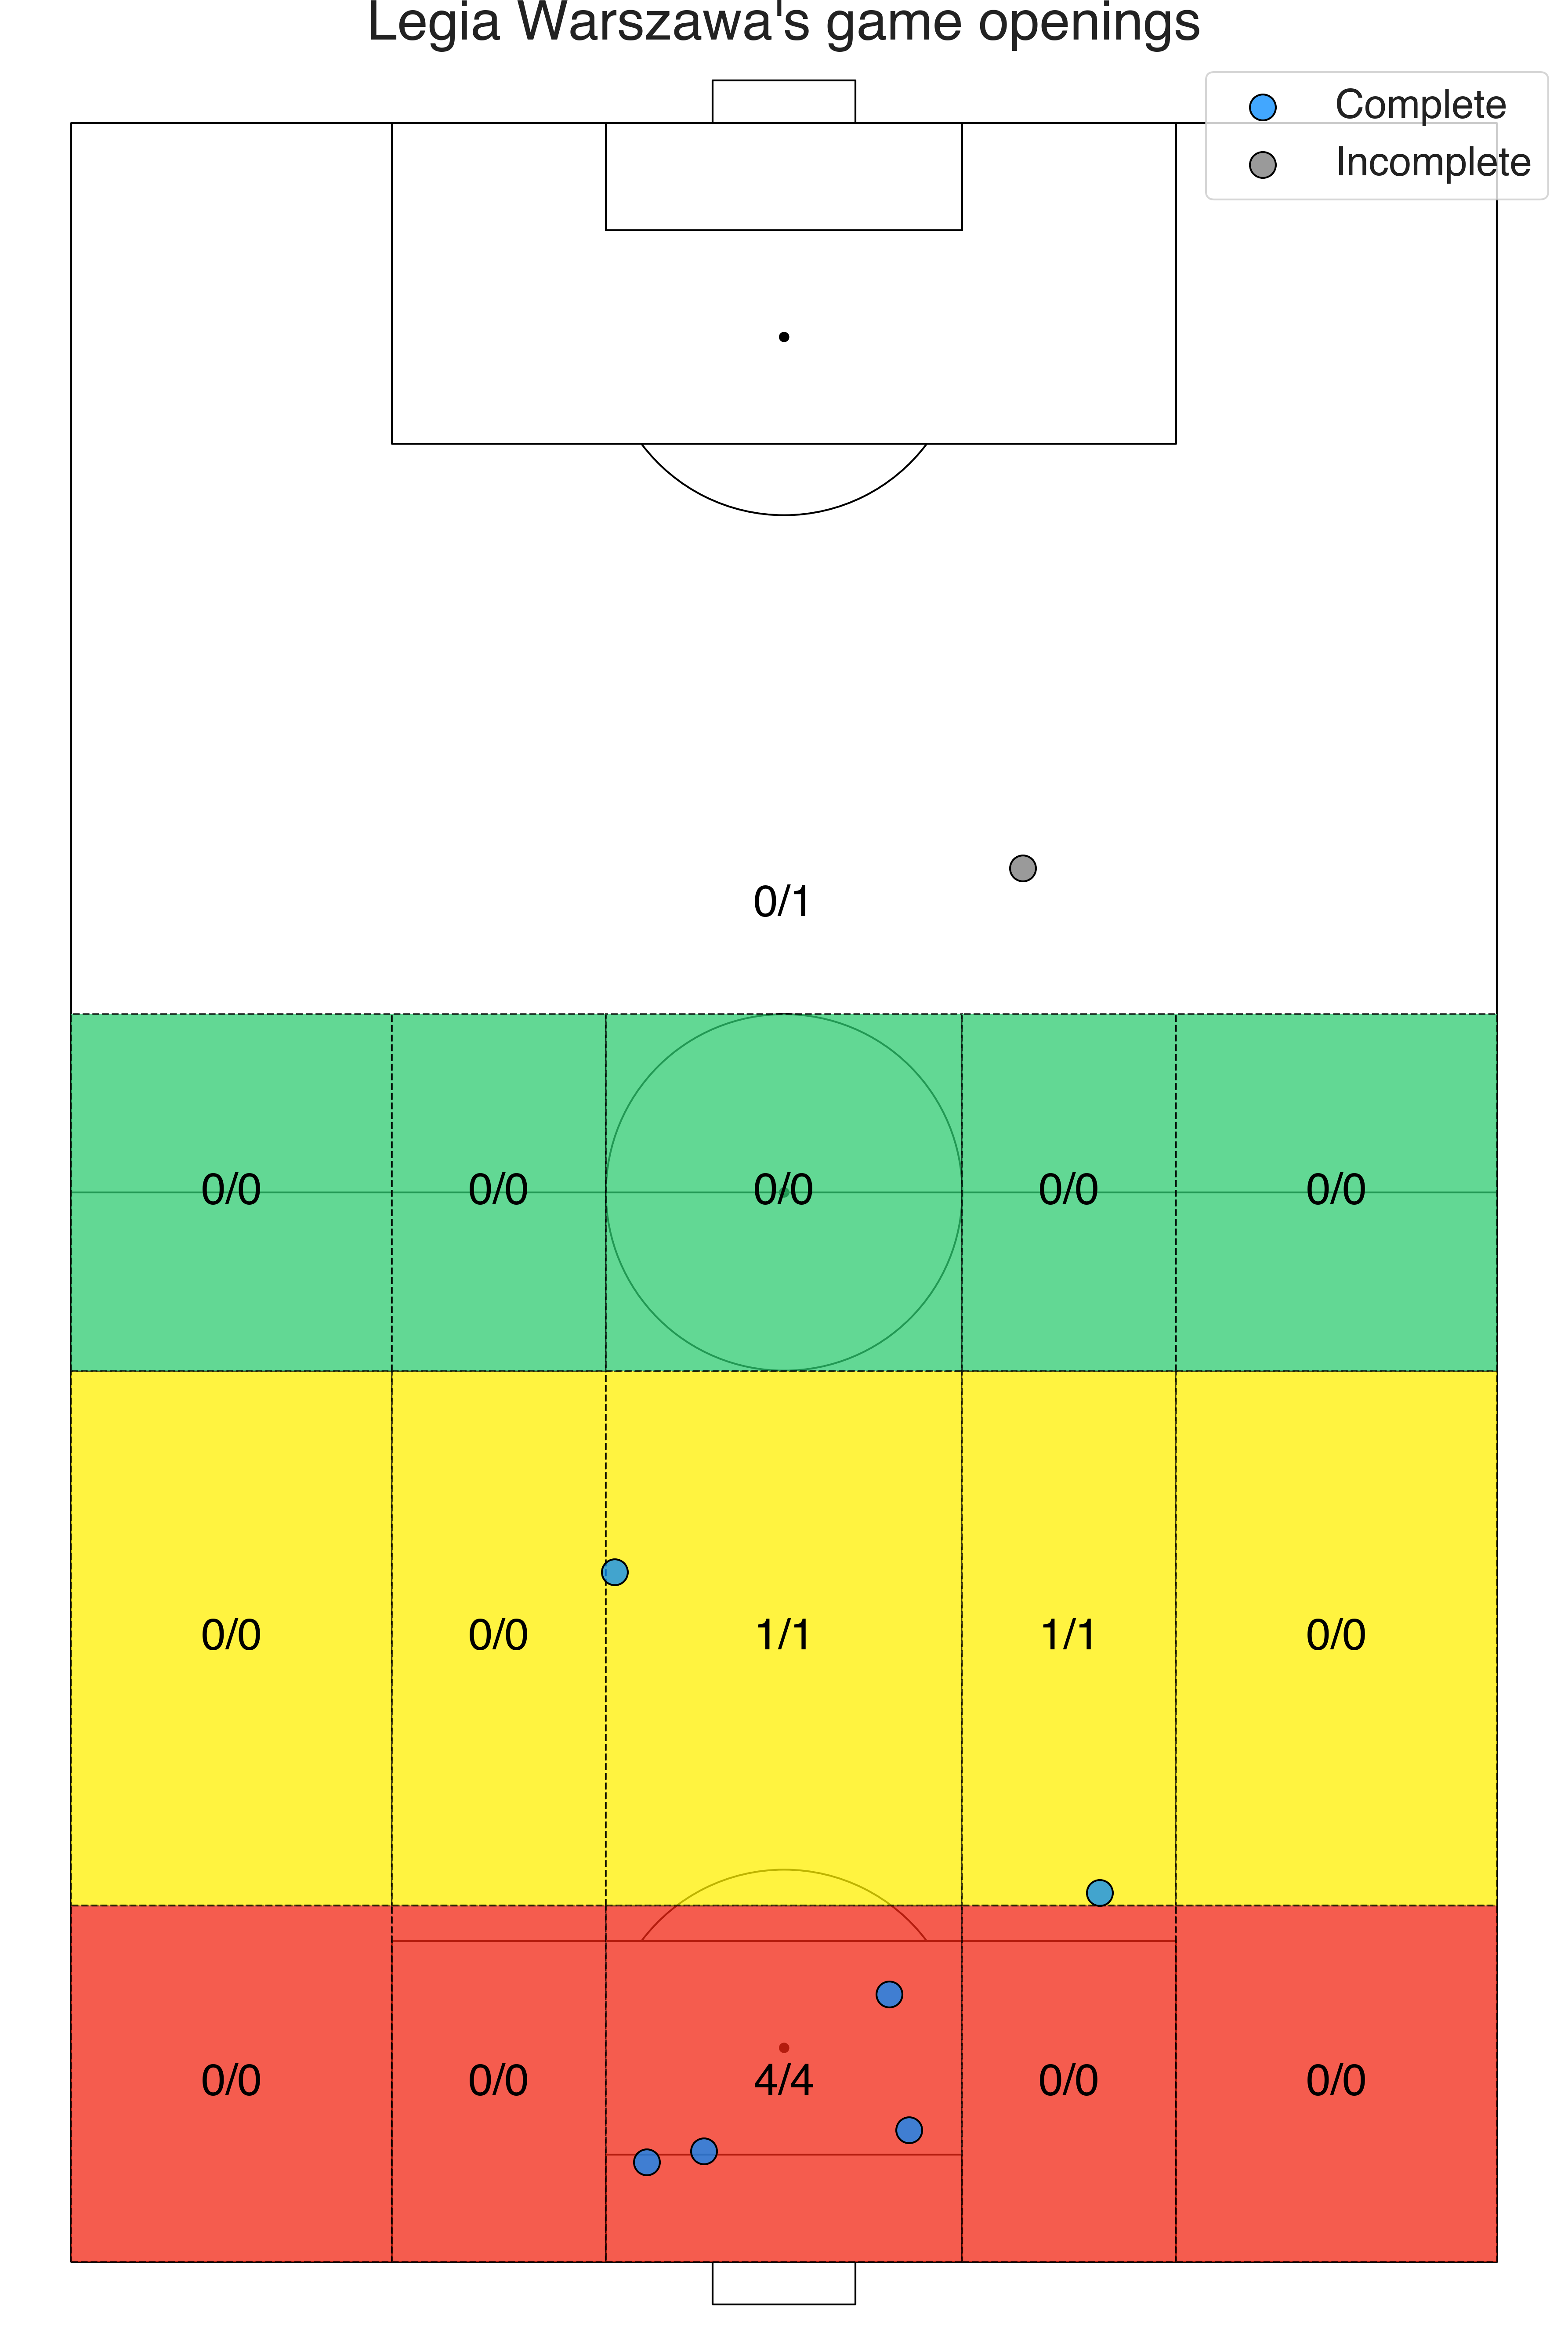 Legia Warszawa's game openings
Complete
Incomplete
0/1
0/0 0/0 0/0 0/0 0/0
0/0 0/0 1/1 1/1 0/0
0/0 0/0 4/4 0/0 0/0